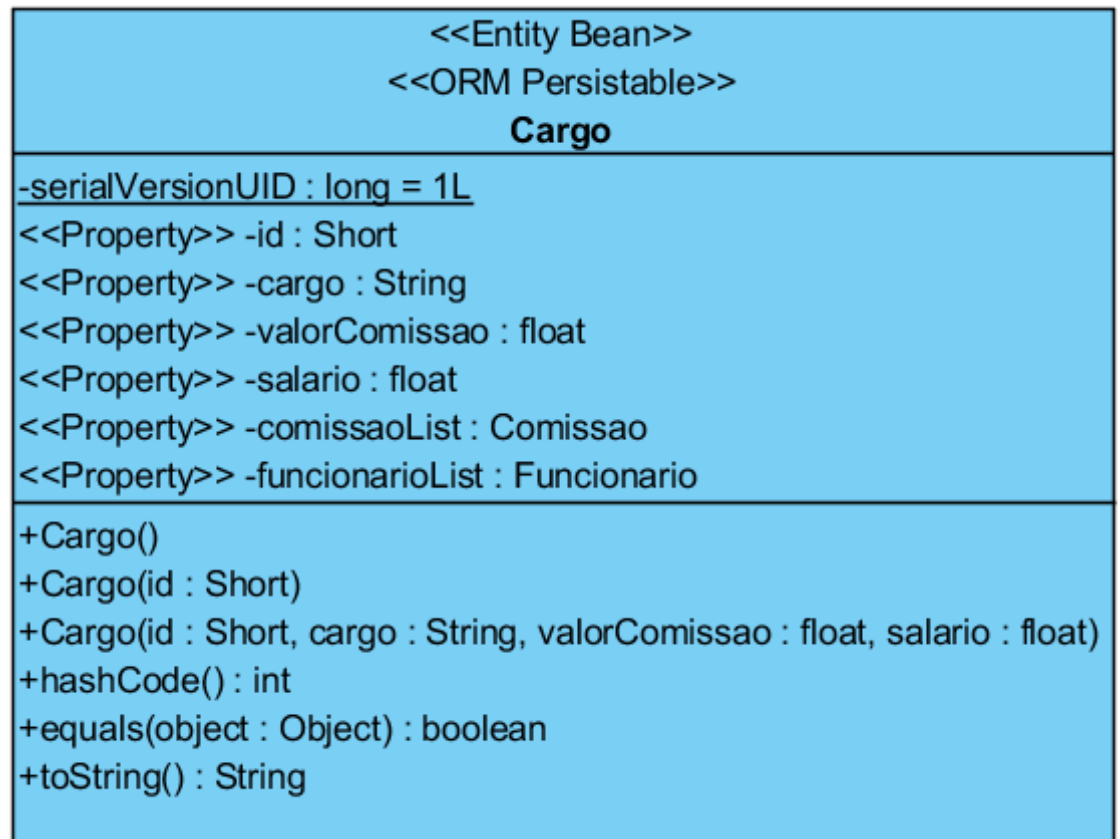 <<Entity Bean>>
<<ORM Persistable>>
Cargo
-serialVersionUID : long = 1L
<<Property>> -id : Short
<<Property>> -cargo : String
<<Property>> -valorComissao : float
<<Property>> -salario : float
<<Property>> -comissaoList : Comissao
<<Property>> -funcionarioList : Funcionario
+Cargo()
+Cargo(id : Short)
+Cargo(id : Short, cargo : String, valorComissao : float, salario : float)
+hashCode() : int
+equals(object : Object) : boolean
+toString() : String